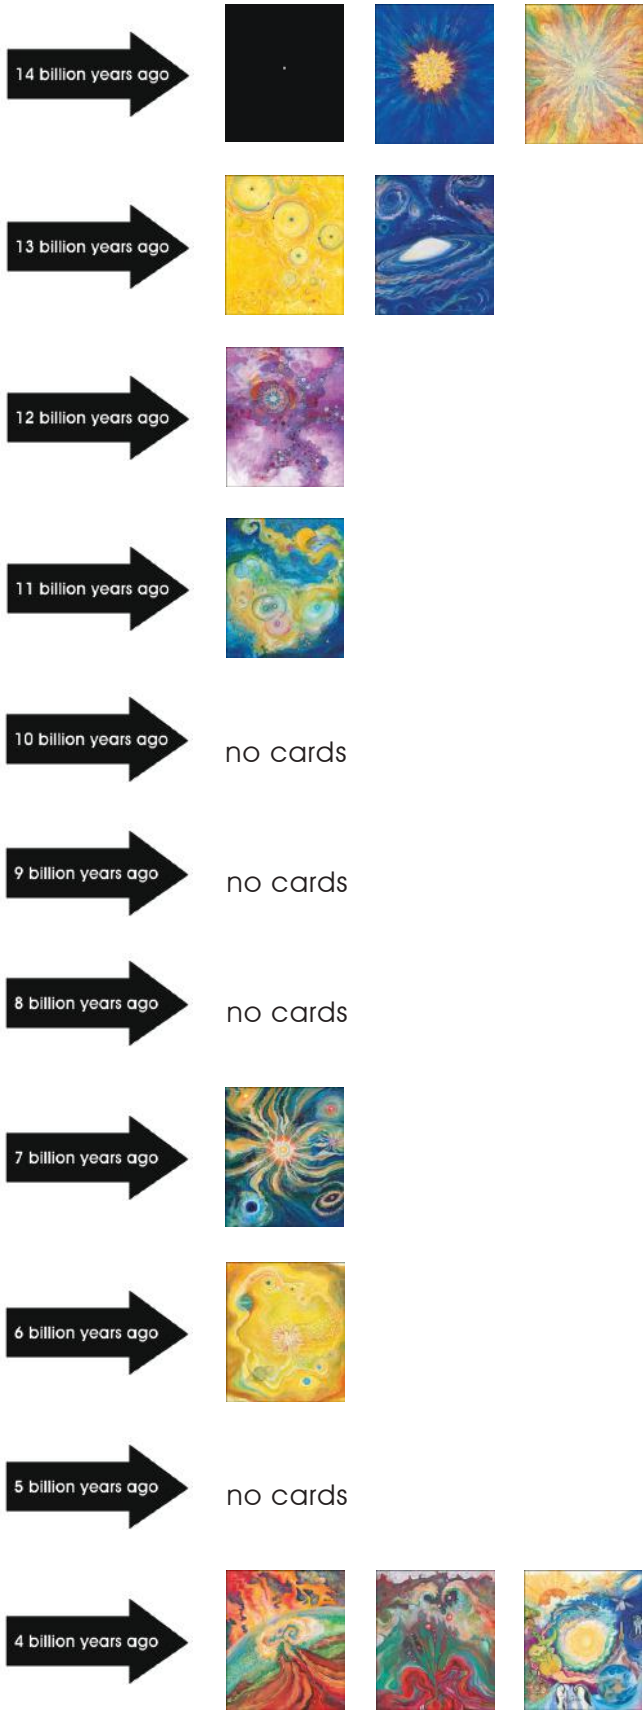 14 billion years ago
13 billion years ago
12 billion years ago
11 billion years ago
10 billion years ago
no cards
9 billion years ago
no cards
8 billion years ago
no cards
7 billion years ago
6 billion years ago
5 billion years ago
no cards
4 billion years ago